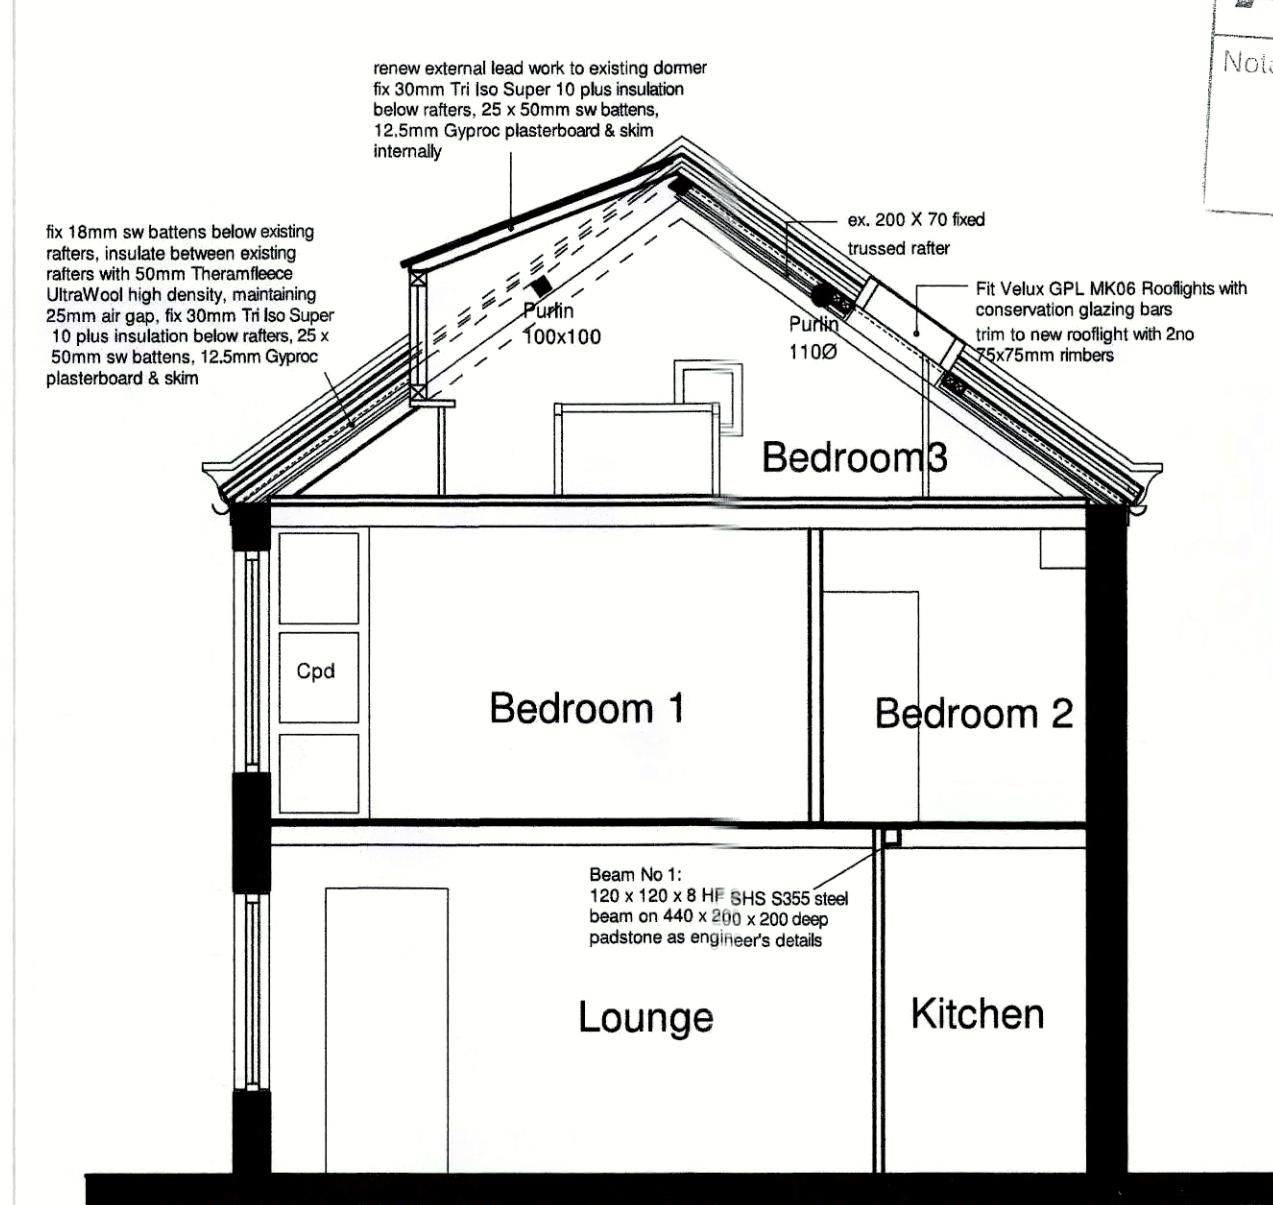 renew external lead work to existing dormer
fix 30mm Tri Iso Super 10 plus insulation
below rafters, 25 x 50mm sw battens,
12.5mm Gyproc plasterboard & skim
internally
fix 18mm sw battens below existing
rafters, insulate between existing
rafters with 50mm Theramfleece
UltraWool high density, maintaining
25mm air gap, fix 30mm Tri Iso Super
10 plus insulation below rafters, 25 x
50mm sw battens, 12.5mm Gyproc
plasterboard & skim
ex. 200 X 70 fixed
trussed rafter
Fit Velux GPL MK06 Rooflights with
conservation glazing bars
trim to new rooflight with 2no
75x75mm rimbers
Purlin
100x100
Purlin
110Ø
Bedroom3
Cpd
Bedroom 1
Bedroom 2
Beam No 1:
120 x 120 x 8 HF SHS S355 steel
beam on 440 x 200 x 200 deep
padstone as engineer's details
Lounge
Kitchen